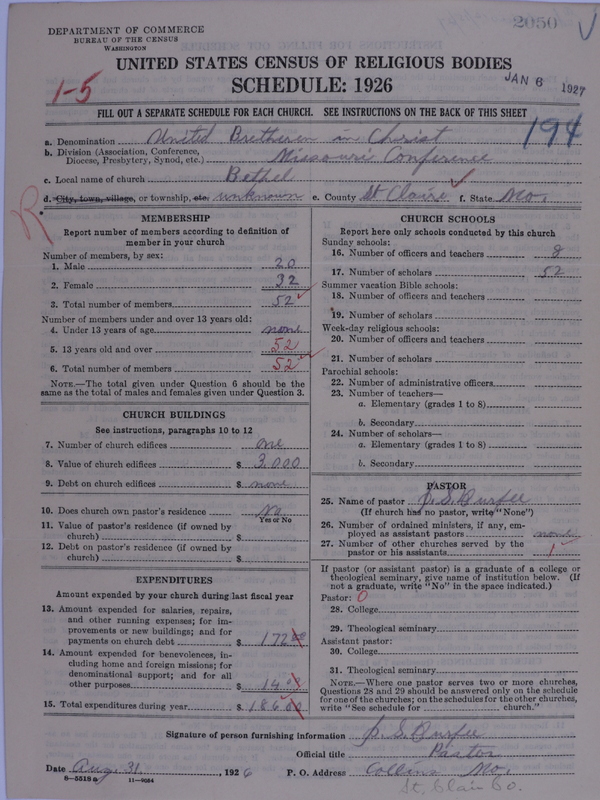 2050
DEPARTMENT OF COMMERCE
BUREAU OF THE CENSUS
WASHINGTON
UNITED STATES CENSUS OF RELIGIOUS BODIES
1-5
SCHEDULE: 1926
JAN 6 1927
FILL OUT A SEPARATE SCHEDULE FOR EACH CHURCH. SEE INSTRUCTIONS ON THE BACK OF THIS SHEET
194
a. Denomination United Bretheren in Christ
b. Division (Association, Conference, Diocese, Presbytery, Synod, etc.) Missouri Conference
c. Local name of church Bethel
d. City, town, village, or township, etc. unknown e. County St Claire f. State Mo.
R
MEMBERSHIP
Report number of members according to definition of
member in your church
Number of members, by sex:
1. Male 20
2. Female 32
3. Total number of members 52
Number of members under and over 13 years old:
4. Under 13 years of age none
5. 13 years old and over 52
6. Total number of members 52
NOTE.—The total given under Question 6 should be
same as the total of males and females given under Question 3.
CHURCH BUILDINGS
See instructions, paragraphs 10 to 12
7. Number of church edifices one
8. Value of church edifices $ 3,000
9. Debt on church edifices $ none
10. Does church own pastor's residence No
Yes or No
11. Value of pastor's residence (if owned by
church) $
12. Debt on pastor's residence (if owned by
church) $
EXPENDITURES
Amount expended by your church during last fiscal year
13. Amount expended for salaries, repairs,
and other running expenses; for im-
provements or new buildings; and for
payments on church debt $ 172 00
14. Amount expended for benevolences, in-
cluding home and foreign missions; for
denominational support; and for all
other purposes $ 14 00
15. Total expenditures during year $ 186 00
CHURCH SCHOOLS
Report here only schools conducted by this church
Sunday schools:
16. Number of officers and teachers 8
17. Number of scholars 52
Summer vacation Bible schools:
18. Number of officers and teachers
19. Number of scholars
Week-day religious schools:
20. Number of officers and teachers
21. Number of scholars
Parochial schools:
22. Number of administrative officers
23. Number of teachers—
a. Elementary (grades 1 to 8)
b. Secondary
24. Number of scholars—
a. Elementary (grades 1 to 8)
b. Secondary
PASTOR
25. Name of pastor S. Durfee
(If church has no pastor, write "None")
26. Number of ordained ministers, if any, em-
ployed as assistant pastors none
27. Number of other churches served by the
pastor or his assistants 1
If pastor (or assistant pastor) is a graduate of a college or
theological seminary, give name of institution below. (If
not a graduate, write "No" in the space indicated.)
Pastor: 0
28. College
29. Theological seminary
Assistant pastor:
30. College
31. Theological seminary
NOTE.—Where one pastor serves two or more churches,
Questions 28 and 29 should be answered only on the schedule
for one of the churches; on the schedules for the other churches,
write "See schedule for church."
Signature of person furnishing information S. Durfee
Official title Pastor
Date Aug. 31, 1926 P. O. Address Collins Mo.
8-5518a 11-9084
St. Clair Co.